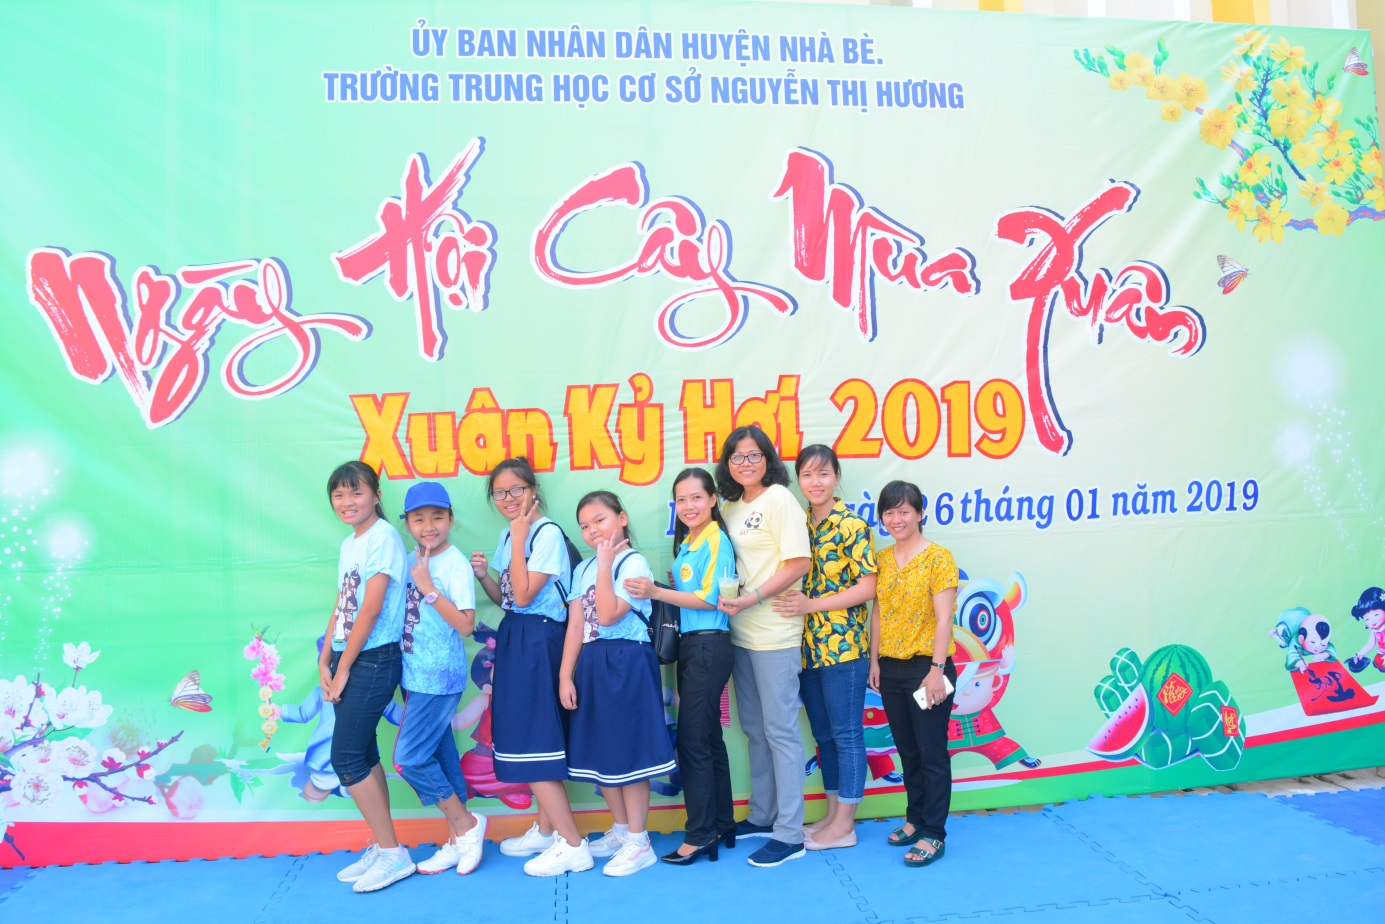 ỦY BAN NHÂN DÂN HUYỆN NHÀ BÈ.
TRƯỜNG TRUNG HỌC CƠ SỞ NGUYỄN THỊ HƯƠNG
Ngày Hội Cây Mùa Xuân
Xuân Kỷ Hợi 2019
26 tháng 01 năm 2019